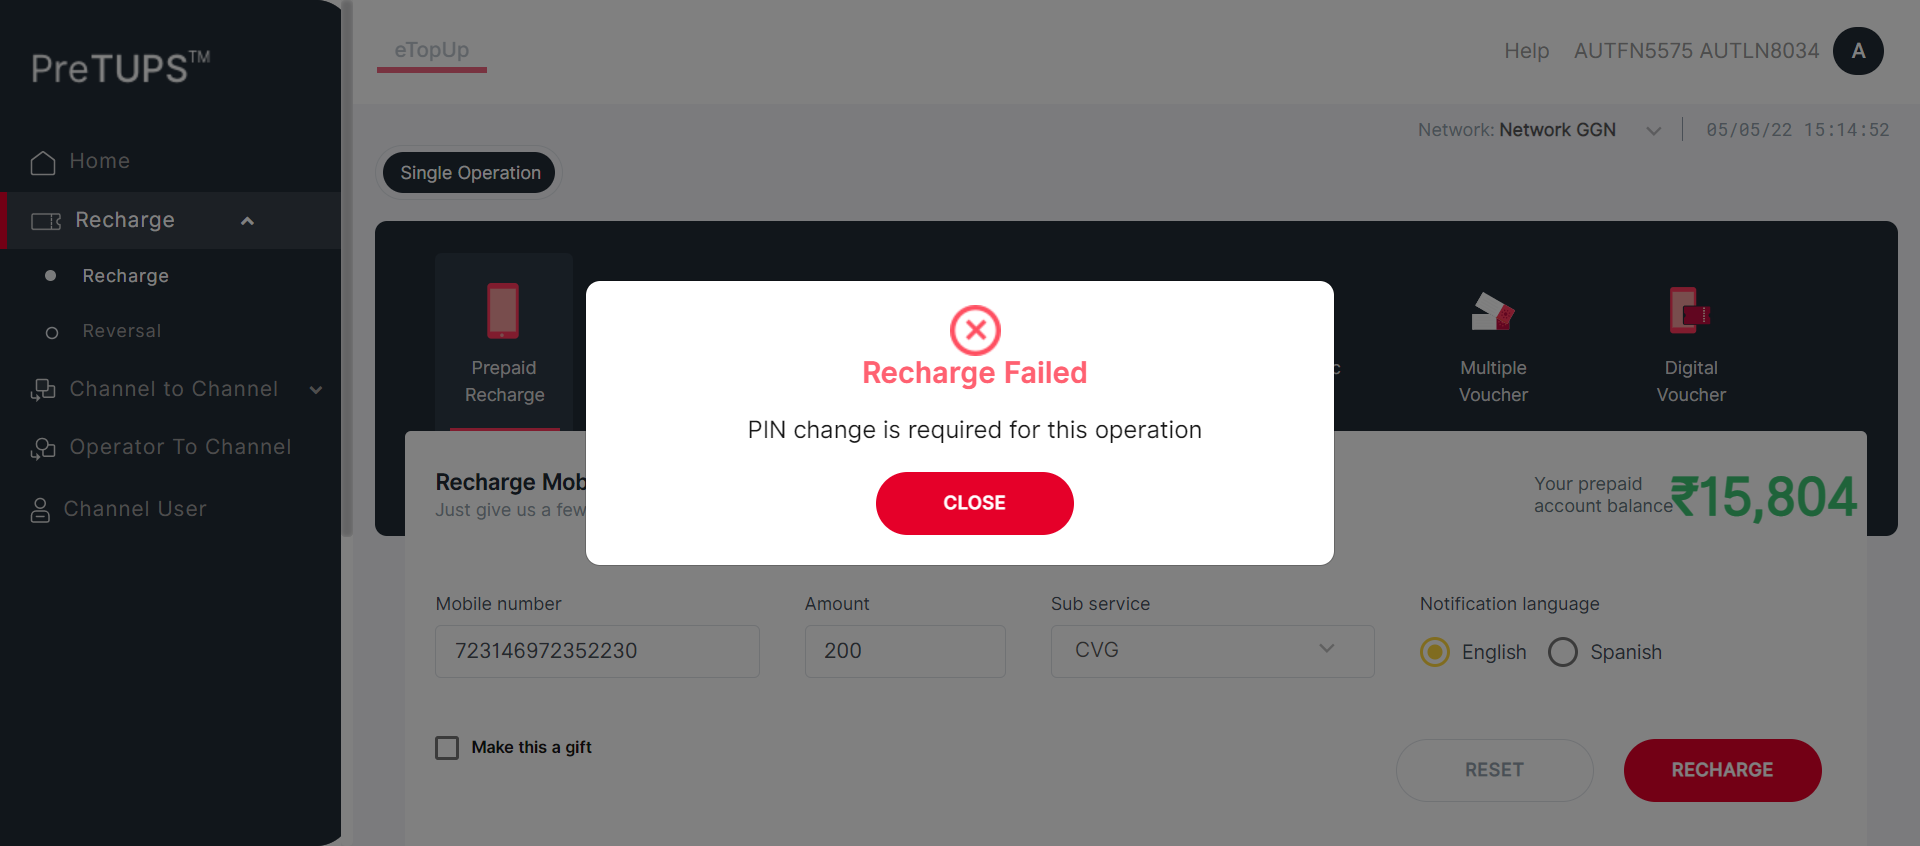 PreTUPS™
Home
Recharge
Recharge
Reversal
Channel to Channel
Operator To Channel
Channel User
eTopUp
Help AUTFN5575 AUTLN8034 A
Network: Network GGN 05/05/22 15:14:52
Single Operation
Prepaid
Recharge
Multiple
Voucher
Digital
Voucher
Recharge Failed
PIN change is required for this operation
CLOSE
Recharge Mob
Just give us a few
Your prepaid
account balance
₹15,804
Mobile number
723146972352230
Amount
200
Sub service
CVG
Notification language
English
Spanish
Make this a gift
RESET
RECHARGE